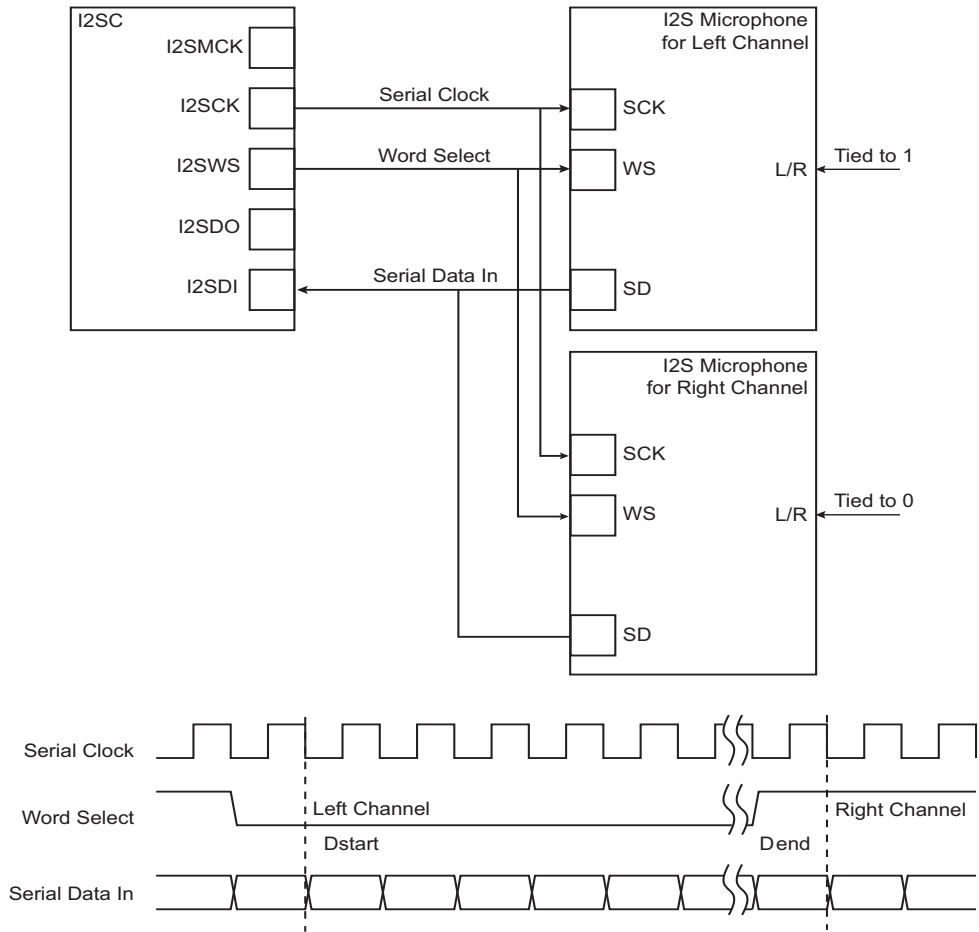 I2SC
I2SMCK
I2SCK
I2SWS
I2SDO
I2SDI
Serial Clock
Word Select
Serial Data In
I2S Microphone
for Left Channel
SCK
WS
L/R
Tied to 1
SD
I2S Microphone
for Right Channel
SCK
WS
L/R
Tied to 0
SD
Serial Clock
Word Select
Left Channel
Right Channel
Dstart
Dend
Serial Data In